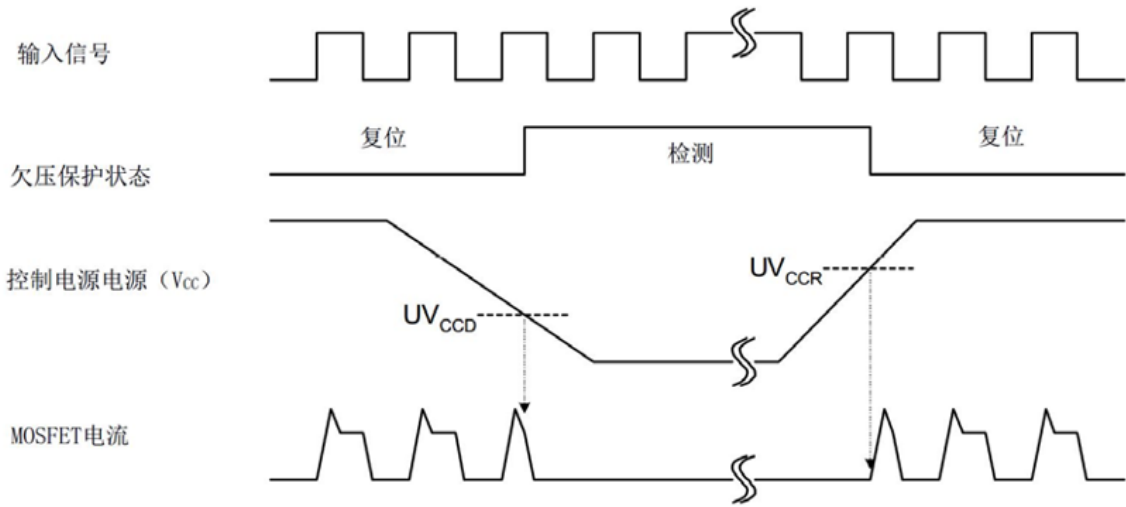 输入信号
复位
检测
复位
欠压保护状态
控制电源电源（VCC）
UVCCD
UVCCR
MOSFET电流